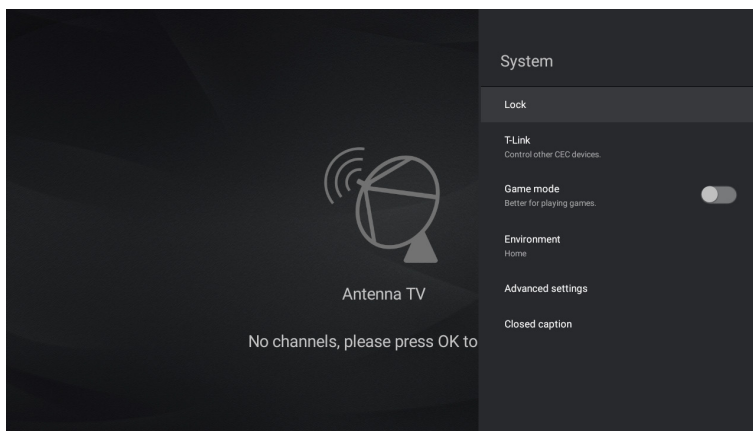 System
Lock
T-Link
Control other CEC devices.
Game mode
Better for playing games.
Environment
Home
Advanced settings
Closed caption
Antenna TV
No channels, please press OK to